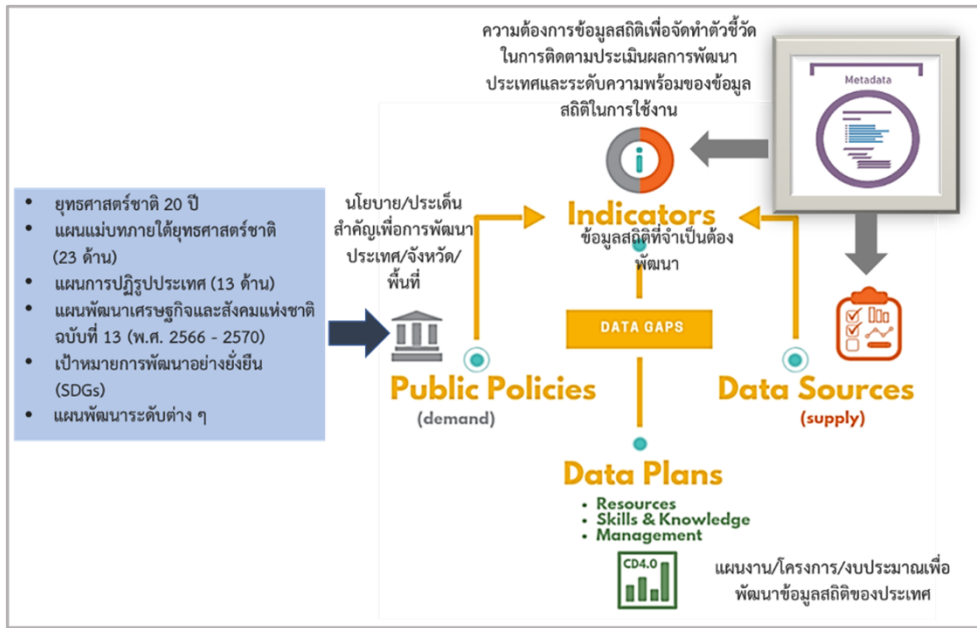 ความต้องการข้อมูลสถิติเพื่อจัดทำตัวชี้วัด
ในการติดตามประเมินผลการพัฒนา
ประเทศและระดับความพร้อมของข้อมูล
สถิติในการใช้งาน
Metadata
• ยุทธศาสตร์ชาติ 20 ปี
• แผนแม่บทภายใต้ยุทธศาสตร์ชาติ
(23 ด้าน)
• แผนการปฏิรูปประเทศ (13 ด้าน)
• แผนพัฒนาเศรษฐกิจและสังคมแห่งชาติ
ฉบับที่ 13 (พ.ศ. 2566 - 2570)
• เป้าหมายการพัฒนาอย่างยั่งยืน
(SDGs)
• แผนพัฒนาระดับต่าง ๆ
นโยบาย/ประเด็น
สำคัญเพื่อการพัฒนา
ประเทศ/จังหวัด/
พื้นที่
Indicators
ข้อมูลสถิติที่จำเป็นต้อง
พัฒนา
DATA GAPS
Public Policies
(demand)
Data Sources
(supply)
Data Plans
• Resources
• Skills & Knowledge
• Management
CD4.0
แผนงาน/โครงการ/งบประมาณเพื่อ
พัฒนาข้อมูลสถิติของประเทศ